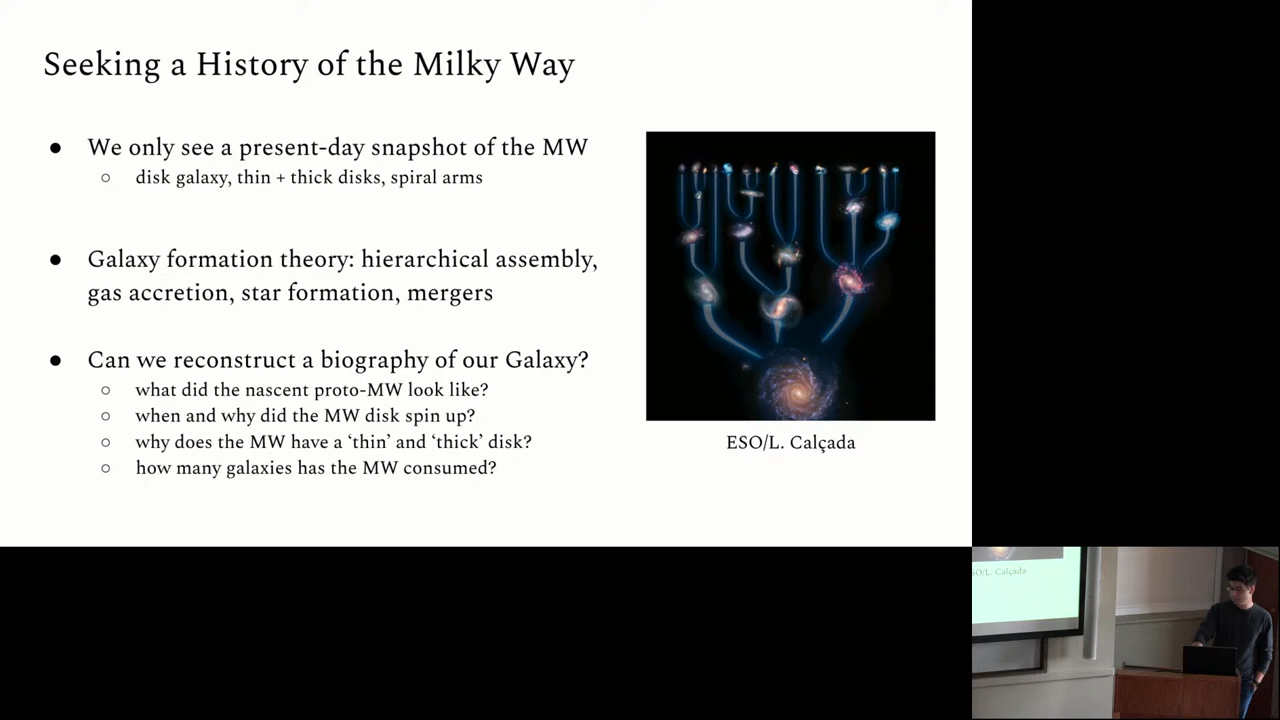 Seeking a History of the Milky Way
● We only see a present-day snapshot of the MW
○ disk galaxy, thin + thick disks, spiral arms
● Galaxy formation theory: hierarchical assembly,
gas accretion, star formation, mergers
● Can we reconstruct a biography of our Galaxy?
○ what did the nascent proto-MW look like?
○ when and why did the MW disk spin up?
○ why does the MW have a ‘thin’ and ‘thick’ disk?
○ how many galaxies has the MW consumed?
ESO/L. Calçada
SO/L. Calçada